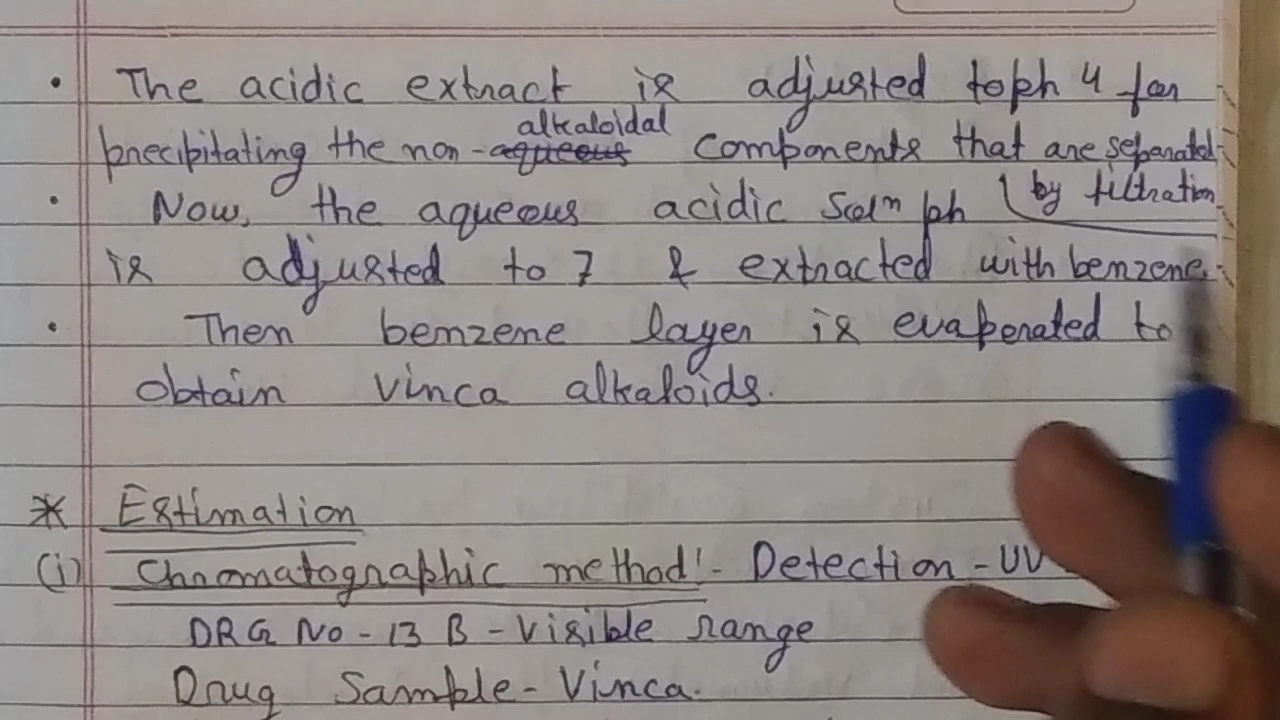 • The acidic extract is adjusted to ph 4 for
alkaloidal
precipitating the non-aqueous components that are separated
by filtration
• Now, the aqueous acidic soln ph
is adjusted to 7 & extracted with benzene.
• Then benzene layer is evaporated to
obtain vinca alkaloids.
* Estimation
(i) Chromatographic method:- Detection - UV
DRG No - 13 B - Visible range
Drug Sample - Vinca.